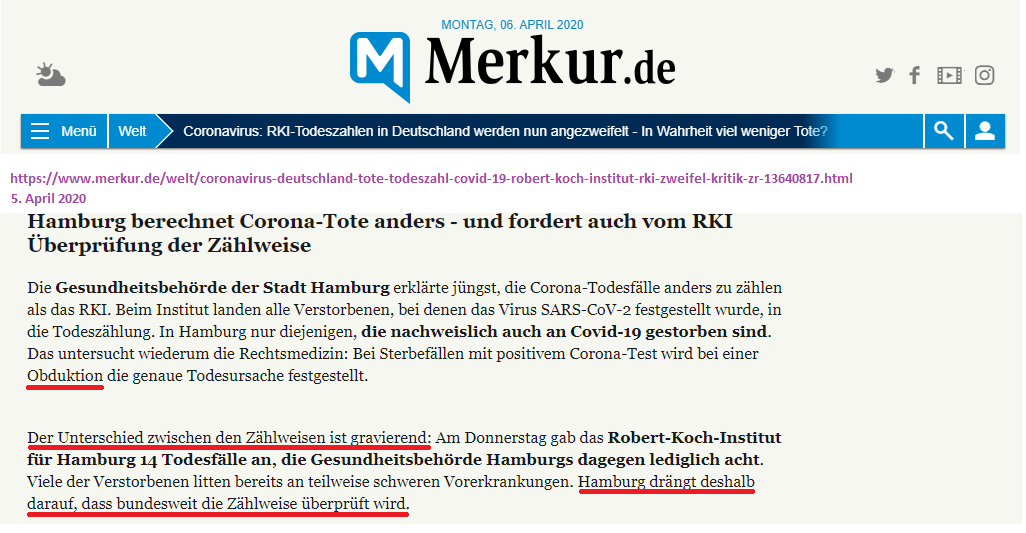 MONTAG, 06. APRIL 2020
M Merkur.de
Menü Welt Coronavirus: RKI-Todeszahlen in Deutschland werden nun angezweifelt - In Wahrheit viel weniger Tote?
https://www.merkur.de/welt/coronavirus-deutschland-tote-todeszahl-covid-19-robert-koch-institut-rki-zweifel-kritik-zr-13640817.html
5. April 2020
Hamburg berechnet Corona-Tote anders - und fordert auch vom RKI
Überprüfung der Zählweise
Die Gesundheitsbehörde der Stadt Hamburg erklärte jüngst, die Corona-Todesfälle anders zu zählen
als das RKI. Beim Institut landen alle Verstorbenen, bei denen das Virus SARS-CoV-2 festgestellt wurde, in
die Todeszählung. In Hamburg nur diejenigen, die nachweislich auch an Covid-19 gestorben sind.
Das untersucht wiederum die Rechtsmedizin: Bei Sterbefällen mit positivem Corona-Test wird bei einer
Obduktion die genaue Todesursache festgestellt.
Der Unterschied zwischen den Zählweisen ist gravierend: Am Donnerstag gab das Robert-Koch-Institut
für Hamburg 14 Todesfälle an, die Gesundheitsbehörde Hamburgs dagegen lediglich acht.
Viele der Verstorbenen litten bereits an teilweise schweren Vorerkrankungen. Hamburg drängt deshalb
darauf, dass bundesweit die Zählweise überprüft wird.